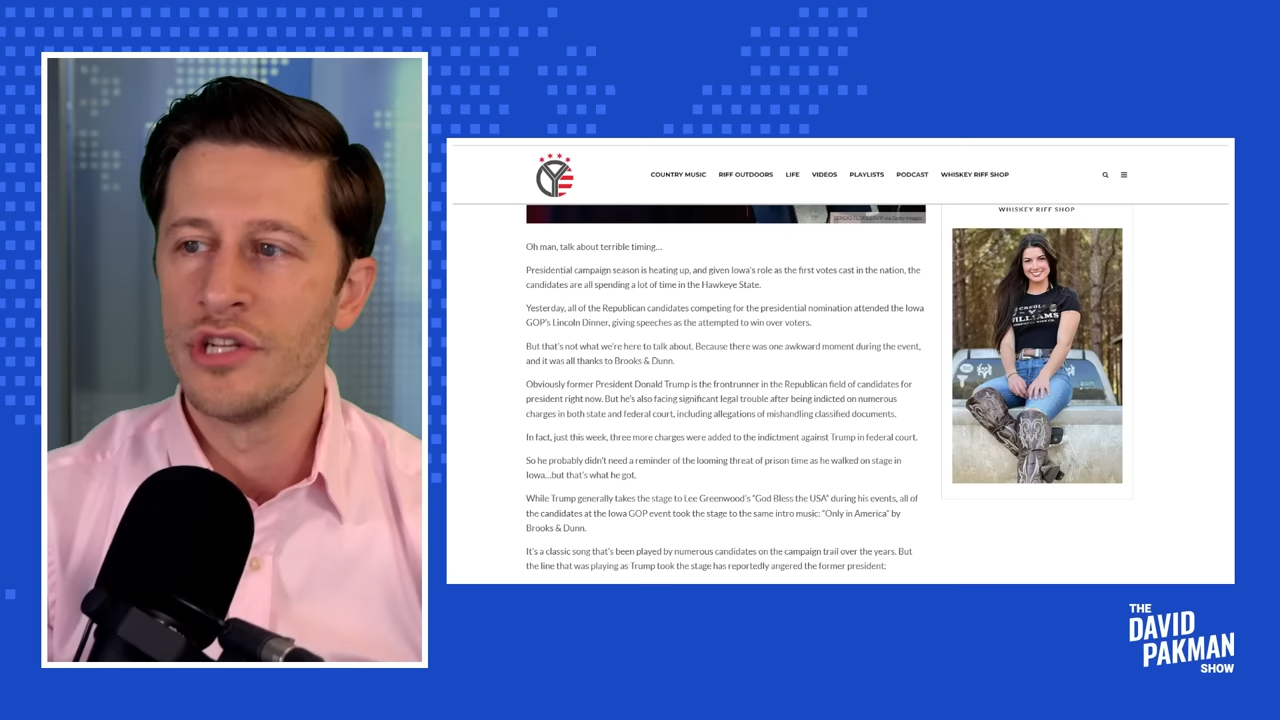 COUNTRY MUSIC RIFF OUTDOORS LIFE VIDEOS PLAYLISTS PODCAST WHISKEY RIFF SHOP
WHISKEY RIFF SHOP
Oh man, talk about terrible timing...
Presidential campaign season is heating up, and given Iowa's role as the first votes cast in the nation, the
candidates are all spending a lot of time in the Hawkeye State.
Yesterday, all of the Republican candidates competing for the presidential nomination attended the Iowa
GOP's Lincoln Dinner, giving speeches as the attempted to win over voters.
But that's not what we're here to talk about. Because there was one awkward moment during the event,
and it was all thanks to Brooks & Dunn.
Obviously former President Donald Trump is the frontrunner in the Republican field of candidates for
president right now. But he's also facing significant legal trouble after being indicted on numerous
charges in both state and federal court, including allegations of mishandling classified documents.
In fact, just this week, three more charges were added to the indictment against Trump in federal court.
So he probably didn't need a reminder of the looming threat of prison time as he walked on stage in
Iowa...but that's what he got.
While Trump generally takes the stage to Lee Greenwood's "God Bless the USA" during his events, all of
the candidates at the Iowa GOP event took the stage to the same intro music: "Only in America" by
Brooks & Dunn.
It's a classic song that's been played by numerous candidates on the campaign trail over the years. But
the line that was playing as Trump took the stage has reportedly angered the former president:
CREOLE
WILLIAMS
THE
DAVID
PAKMAN
SHOW